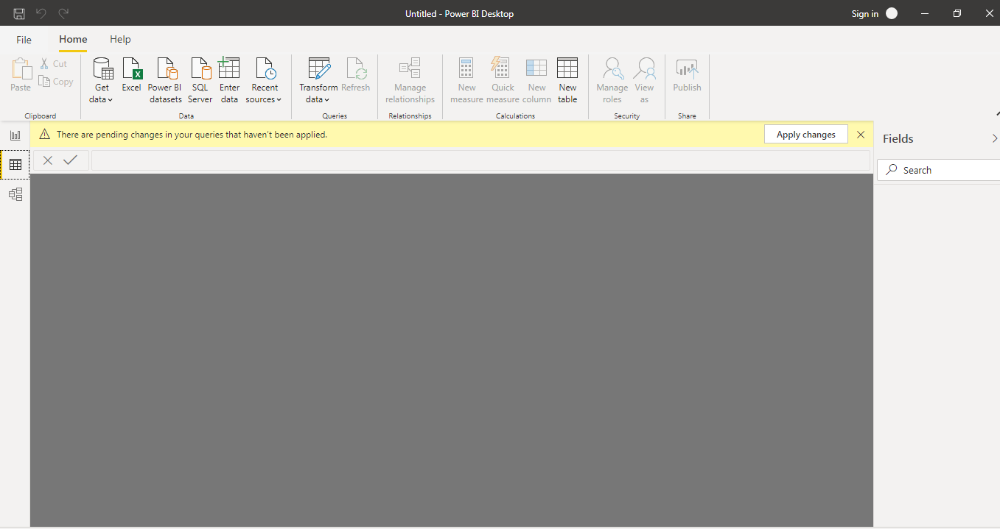 Untitled - Power BI Desktop
Sign in
File
Home
Help
Paste
Cut
Copy
Clipboard
Get
data
Excel
Power BI
datasets
SQL
Server
Enter
data
Recent
sources
Data
Transform
data
Refresh
Queries
Manage
relationships
Relationships
New
measure
Quick
measure
New
column
New
table
Calculations
Manage
roles
View
as
Security
Publish
Share
There are pending changes in your queries that haven't been applied.
Apply changes
Fields
Search